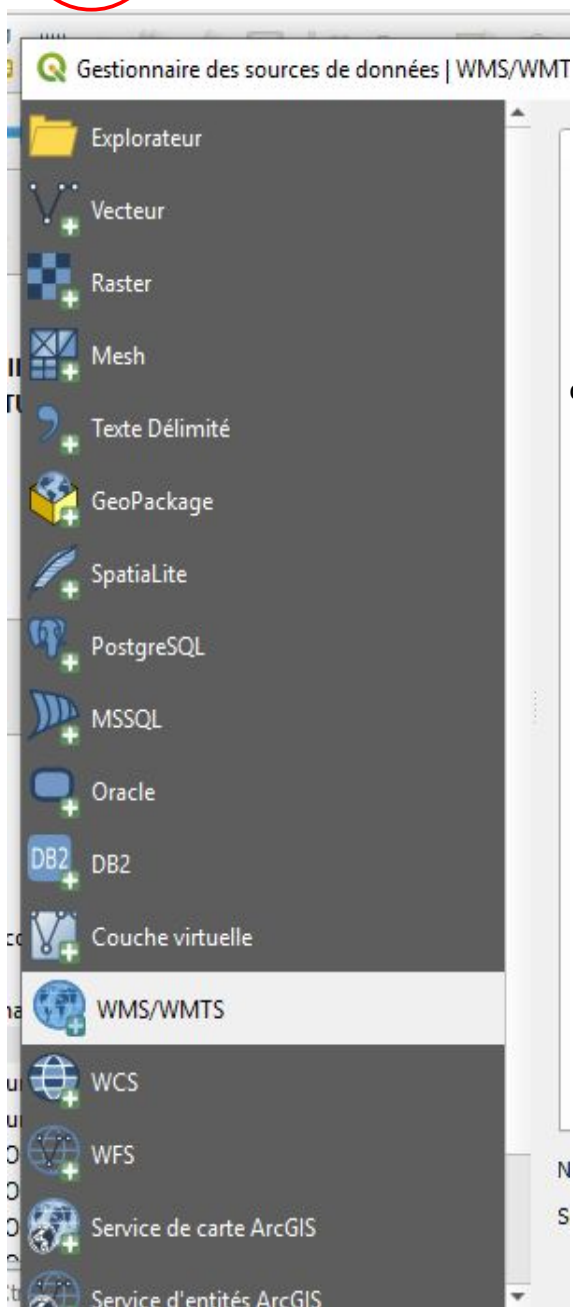 Gestionnaire des sources de données | WMS/WMT
Explorateur
Vecteur
Raster
Mesh
Texte Délimité
GeoPackage
SpatiaLite
PostgreSQL
MSSQL
Oracle
DB2
DB2
Couche virtuelle
WMS/WMTS
WCS
WFS
Service de carte ArcGIS
Service d'entités ArcGIS